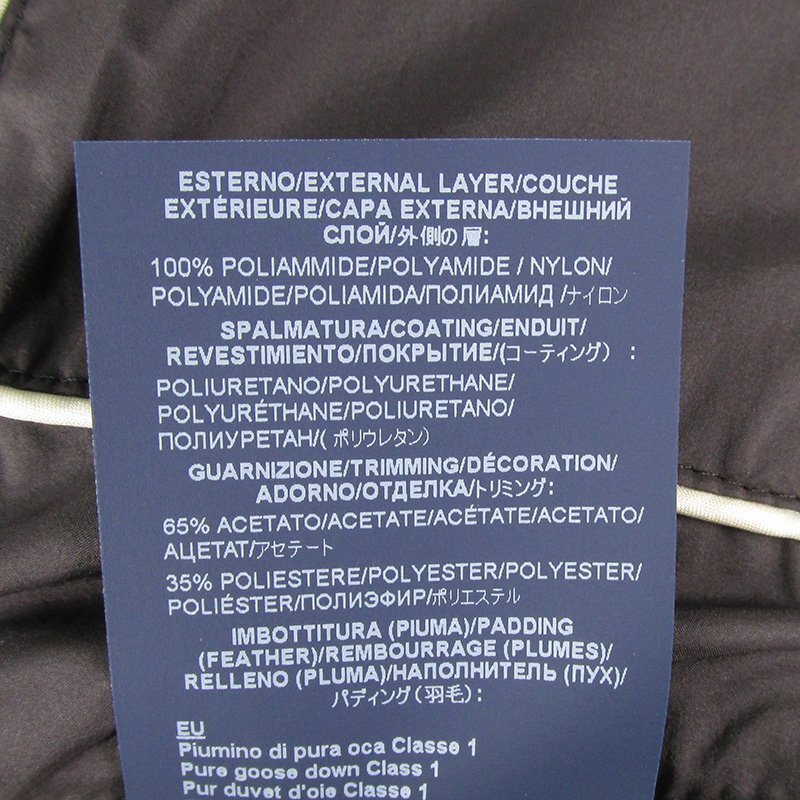 ESTERNO/EXTERNAL LAYER/COUCHE
EXTÉRIEURE/CAPA EXTERNA/ВНЕШНИЙ
СЛОЙ/外側の層:
100% POLIAMMIDE/POLYAMIDE / NYLON/
POLYAMIDE/POLIAMIDA/ПОЛИАМИД /ナイロン
SPALMATURA/COATING/ENDUIT/
REVESTIMIENTO/ПОКРЫТИЕ/(コーティング） :
POLIURETANO/POLYURETHANE/
POLYURÉTHANE/POLIURETANO/
ПОЛИУРЕТАН/( ポリウレタン）
GUARNIZIONE/TRIMMING/DÉCORATION/
ADORNO/ОТДЕЛКА/トリミング:
65% ACETATO/ACETATE/ACÉTATE/ACETATO/
АЦЕТАТ/アセテート
35% POLIESTERE/POLYESTER/POLYESTER/
POLIÉSTER/ПОЛИЭФИР/ポリエステル
IMBOTTITURA (PIUMA)/PADDING
(FEATHER)/REMBOURRAGE (PLUMES)/
RELLENO (PLUMA)/НАПОЛНИТЕЛЬ (ПУХ)/
パディング（羽毛）:
EU
Piumino di pura oca Classe 1
Pure goose down Class 1
Pur duvet d'oie Classe 1